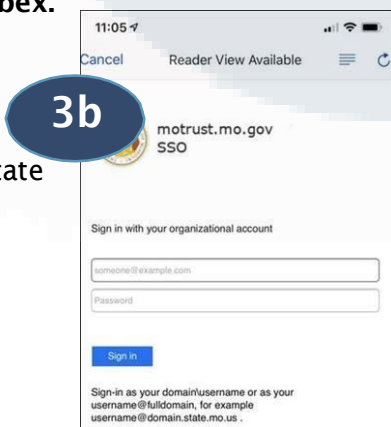 11:05
Cancel Reader View Available
3b
motrust.mo.gov
SSO
Sign in with your organizational account
someone@example.com
Password
Sign in
Sign-in as your domain\username or as your
username@fulldomain, for example
username@domain.state.mo.us .